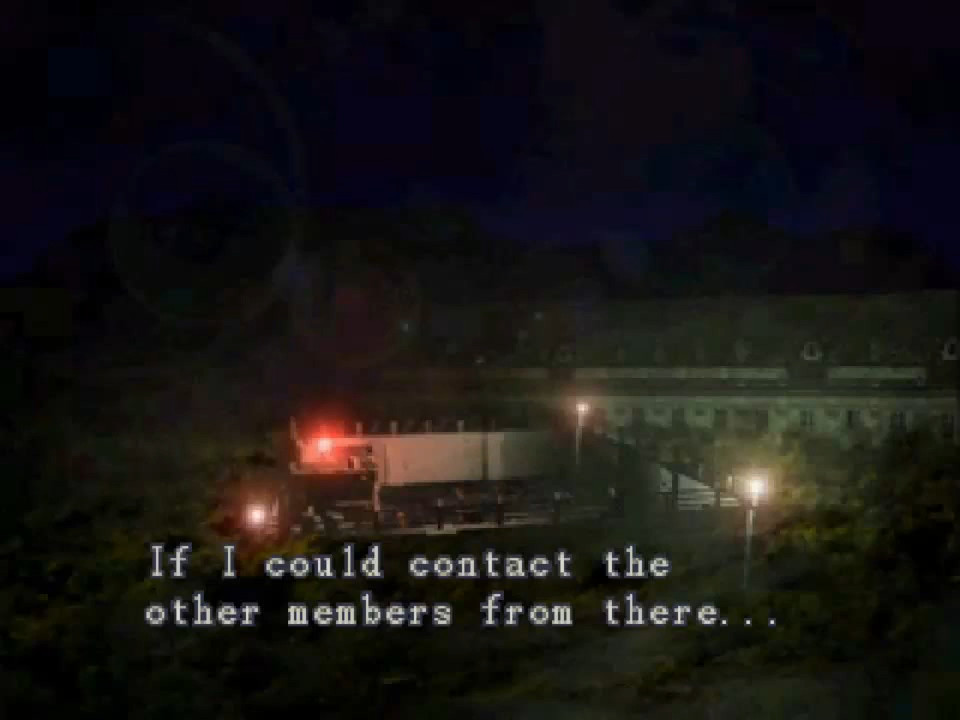 If I could contact the
other members from there...